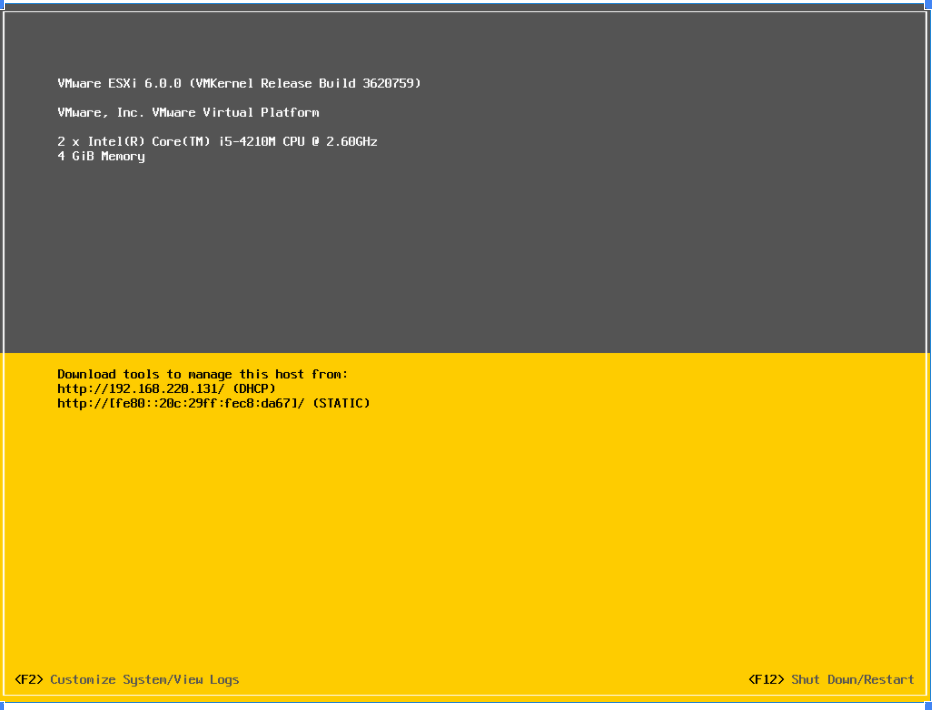 VMware ESXi 6.0.0 (VMKernel Release Build 3620759)
VMware, Inc. VMware Virtual Platform
2 x Intel(R) Core(TM) i5-4210M CPU @ 2.60GHz
4 GiB Memory
Download tools to manage this host from:
http://192.168.220.131/ (DHCP)
http://[fe80::20c:29ff:fec8:da67]/ (STATIC)
<F2> Customize System/View Logs
<F12> Shut Down/Restart